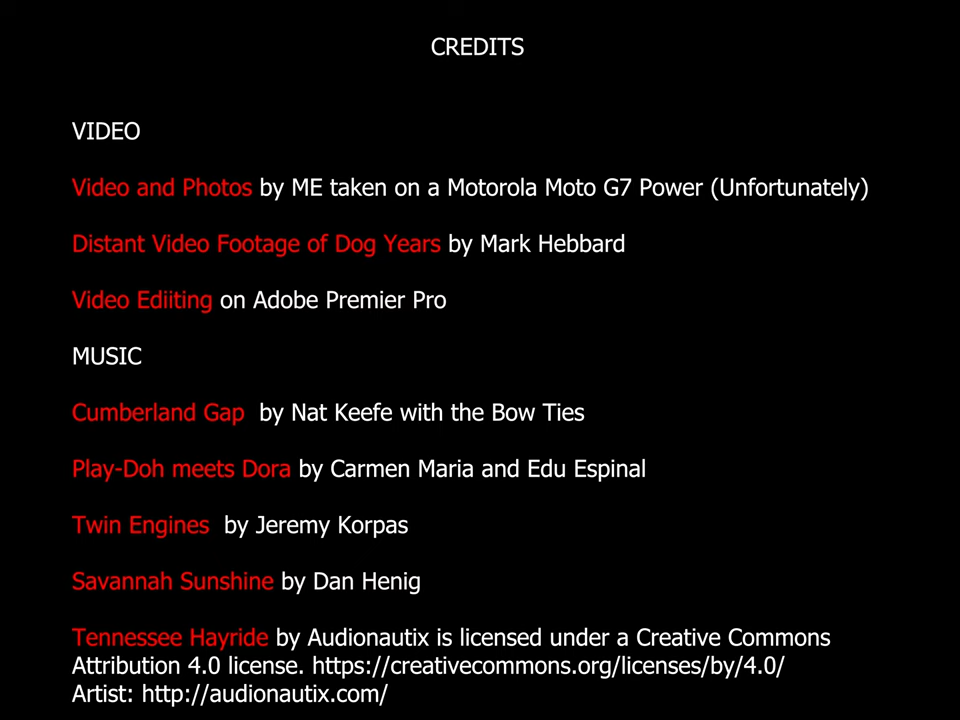 CREDITS
VIDEO
Video and Photos by ME taken on a Motorola Moto G7 Power (Unfortunately)
Distant Video Footage of Dog Years by Mark Hebbard
Video Ediiting on Adobe Premier Pro
MUSIC
Cumberland Gap by Nat Keefe with the Bow Ties
Play-Doh meets Dora by Carmen Maria and Edu Espinal
Twin Engines by Jeremy Korpas
Savannah Sunshine by Dan Henig
Tennessee Hayride by Audionautix is licensed under a Creative Commons
Attribution 4.0 license. https://creativecommons.org/licenses/by/4.0/
Artist: http://audionautix.com/